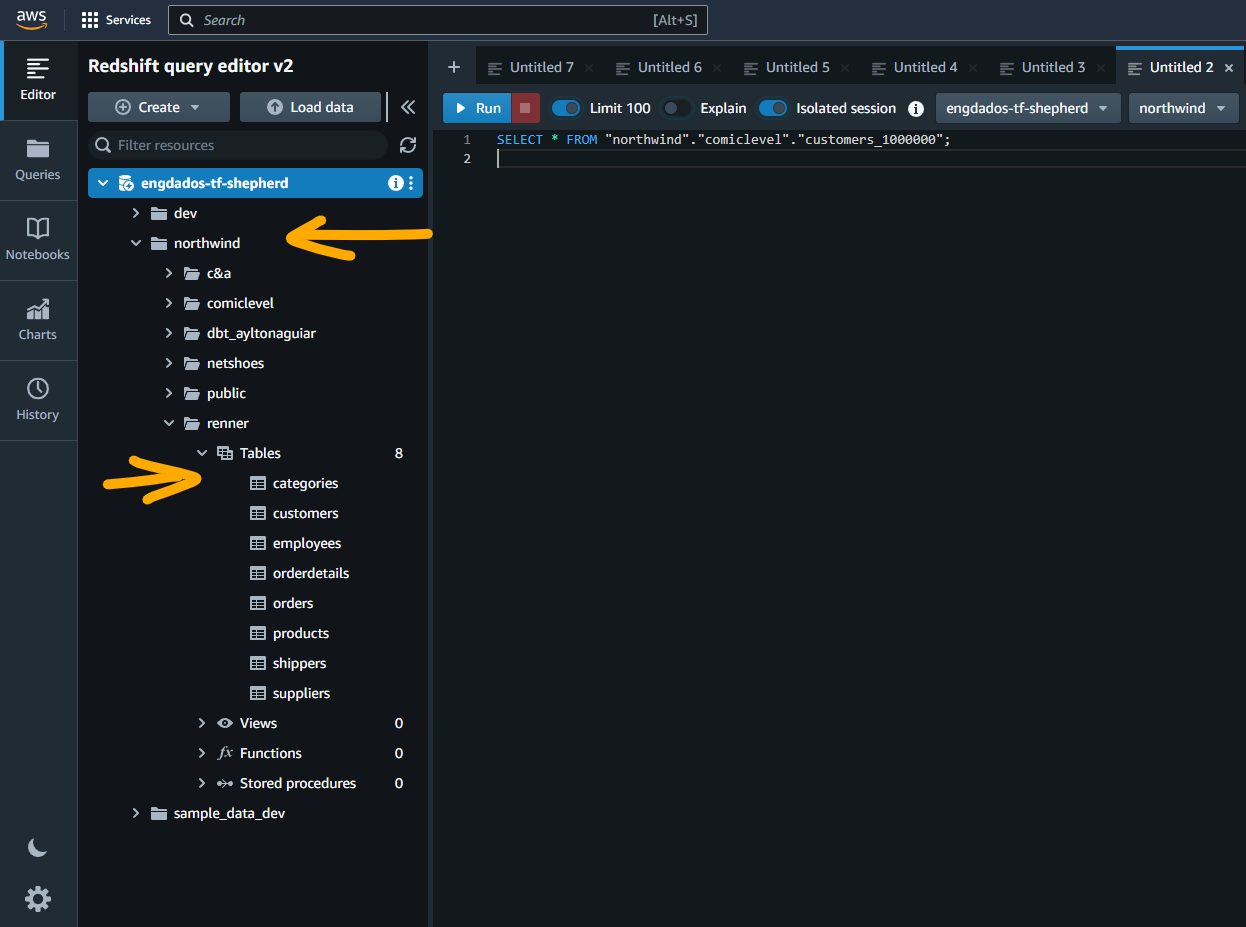 aws
Services
Search
[Alt+S]
Editor
Queries
Notebooks
Charts
History
Redshift query editor v2
Create
Load data
Filter resources
engdados-tf-shepherd
dev
northwind
c&a
comiclevel
dbt_ayltonaguiar
netshoes
public
renner
Tables 8
categories
customers
employees
orderdetails
orders
products
shippers
suppliers
Views 0
fx Functions 0
Stored procedures 0
sample_data_dev
+ Untitled 7 × Untitled 6 × Untitled 5 × Untitled 4 × Untitled 3 × Untitled 2 ×
Run Limit 100 Explain Isolated session i engdados-tf-shepherd northwind
1 SELECT * FROM "northwind"."comiclevel"."customers_1000000";
2